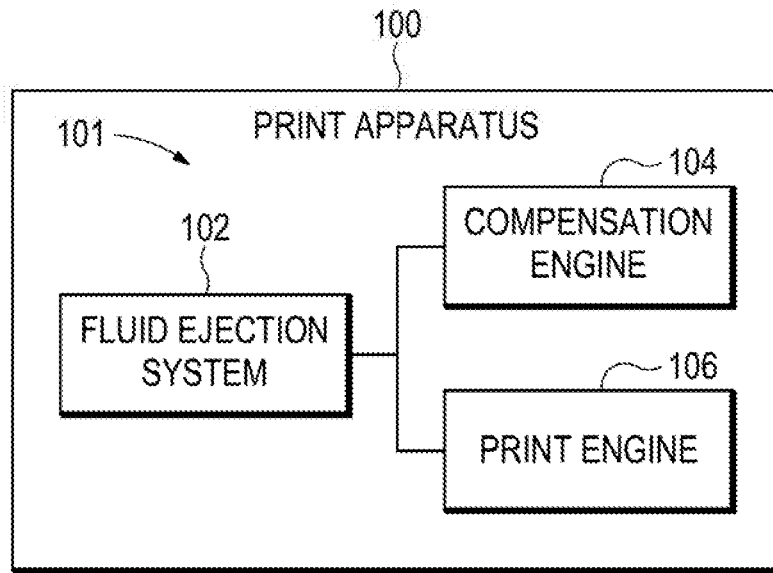 100
PRINT APPARATUS
101
104
COMPENSATION
ENGINE
102
FLUID EJECTION
SYSTEM
106
PRINT ENGINE